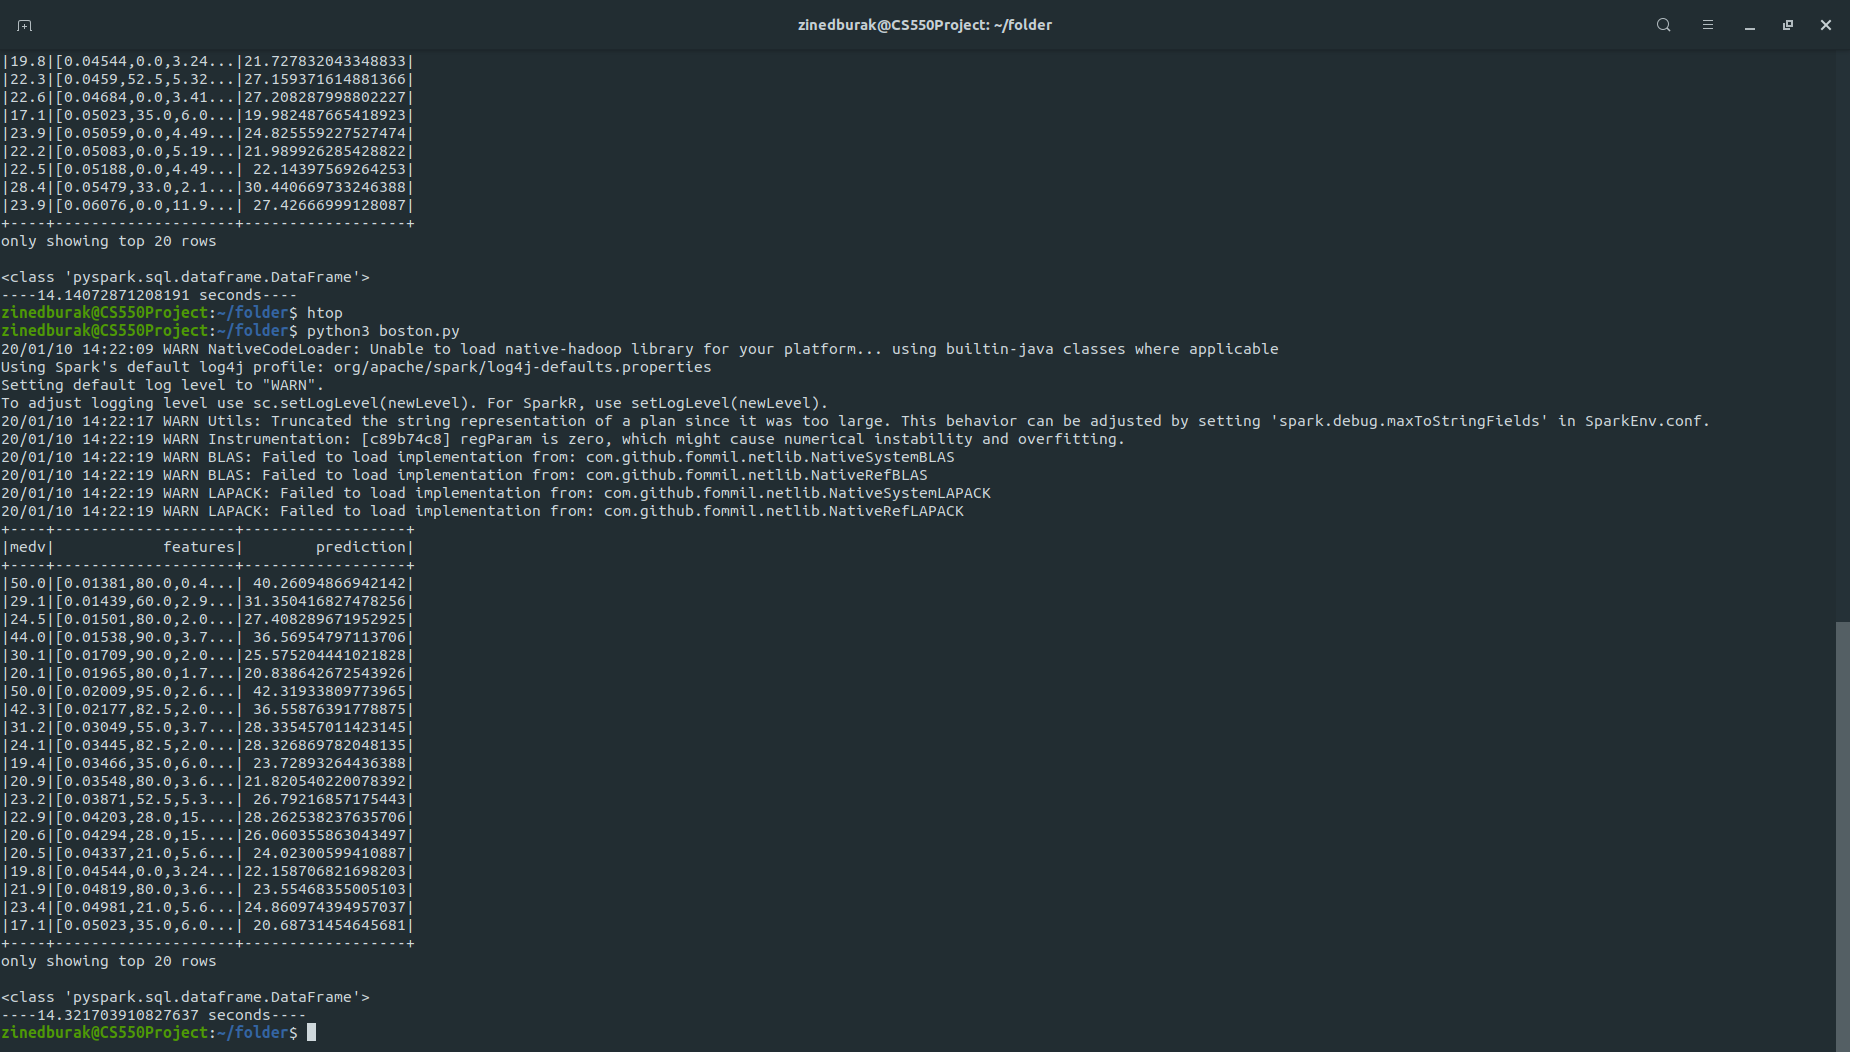 zinedburak@CS550Project: ~/folder
|19.8|[0.04544,0.0,3.24...|21.727832043348833|
|22.3|[0.0459,52.5,5.32...|27.159371614881366|
|22.6|[0.04684,0.0,3.41...|27.208287998802227|
|17.1|[0.05023,35.0,6.0...|19.982487665418923|
|23.9|[0.05059,0.0,4.49...|24.825559227527474|
|22.2|[0.05083,0.0,5.19...|21.989926285428822|
|22.5|[0.05188,0.0,4.49...| 22.14397569264253|
|28.4|[0.05479,33.0,2.1...|30.440669733246388|
|23.9|[0.06076,0.0,11.9...| 27.42666999128087|
+----+--------------------+------------------+
only showing top 20 rows
<class 'pyspark.sql.dataframe.DataFrame'>
----14.14072871208191 seconds----
zinedburak@CS550Project:~/folder$ htop
zinedburak@CS550Project:~/folder$ python3 boston.py
20/01/10 14:22:09 WARN NativeCodeLoader: Unable to load native-hadoop library for your platform... using builtin-java classes where applicable
Using Spark's default log4j profile: org/apache/spark/log4j-defaults.properties
Setting default log level to "WARN".
To adjust logging level use sc.setLogLevel(newLevel). For SparkR, use setLogLevel(newLevel).
20/01/10 14:22:17 WARN Utils: Truncated the string representation of a plan since it was too large. This behavior can be adjusted by setting 'spark.debug.maxToStringFields' in SparkEnv.conf.
20/01/10 14:22:19 WARN Instrumentation: [c89b74c8] regParam is zero, which might cause numerical instability and overfitting.
20/01/10 14:22:19 WARN BLAS: Failed to load implementation from: com.github.fommil.netlib.NativeSystemBLAS
20/01/10 14:22:19 WARN BLAS: Failed to load implementation from: com.github.fommil.netlib.NativeRefBLAS
20/01/10 14:22:19 WARN LAPACK: Failed to load implementation from: com.github.fommil.netlib.NativeSystemLAPACK
20/01/10 14:22:19 WARN LAPACK: Failed to load implementation from: com.github.fommil.netlib.NativeRefLAPACK
+----+--------------------+------------------+
|medv|            features|        prediction|
+----+--------------------+------------------+
|50.0|[0.01381,80.0,0.4...| 40.26094866942142|
|29.1|[0.01439,60.0,2.9...|31.350416827478256|
|24.5|[0.01501,80.0,2.0...|27.408289671952925|
|44.0|[0.01538,90.0,3.7...| 36.56954797113706|
|30.1|[0.01709,90.0,2.0...|25.575204441021828|
|20.1|[0.01965,80.0,1.7...|20.838642672543926|
|50.0|[0.02009,95.0,2.6...| 42.31933809773965|
|42.3|[0.02177,82.5,2.0...| 36.55876391778875|
|31.2|[0.03049,55.0,3.7...|28.335457011423145|
|24.1|[0.03445,82.5,2.0...|28.326869782048135|
|19.4|[0.03466,35.0,6.0...| 23.72893264436388|
|20.9|[0.03548,80.0,3.6...|21.820540220078392|
|23.2|[0.03871,52.5,5.3...| 26.79216857175443|
|22.9|[0.04203,28.0,15....|28.262538237635706|
|20.6|[0.04294,28.0,15....|26.060355863043497|
|20.5|[0.04337,21.0,5.6...| 24.02300599410887|
|19.8|[0.04544,0.0,3.24...|22.158706821698203|
|21.9|[0.04819,80.0,3.6...| 23.55468355005103|
|23.4|[0.04981,21.0,5.6...|24.860974394957037|
|17.1|[0.05023,35.0,6.0...| 20.68731454645681|
+----+--------------------+------------------+
only showing top 20 rows
<class 'pyspark.sql.dataframe.DataFrame'>
----14.321703910827637 seconds----
zinedburak@CS550Project:~/folder$